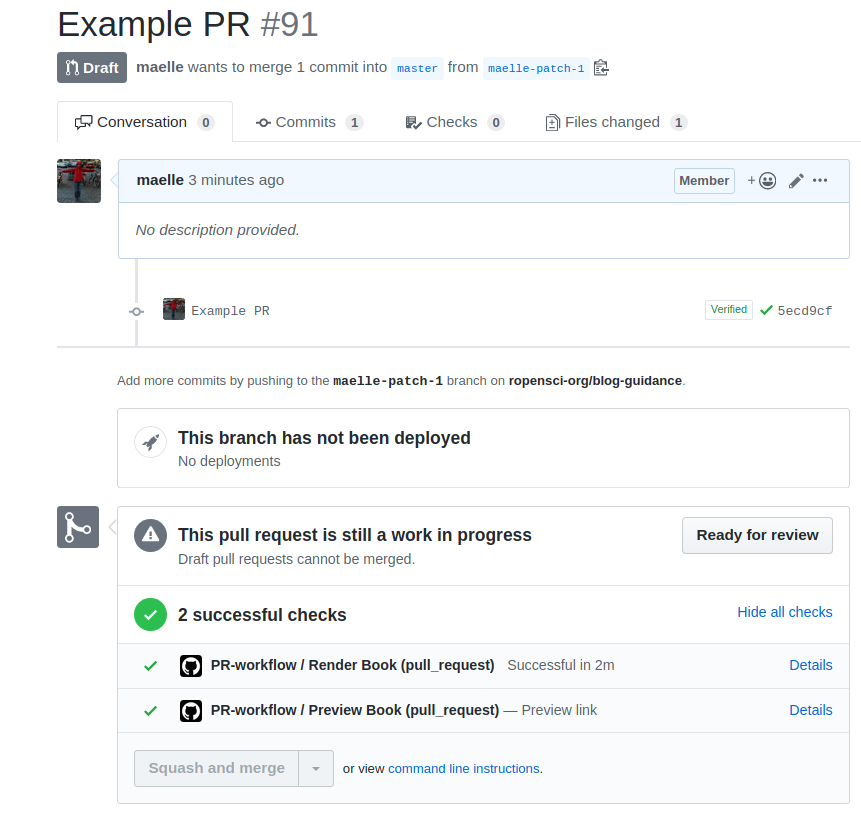 Example PR #91
Draft maelle wants to merge 1 commit into master from maelle-patch-1
Conversation 0 Commits 1 Checks 0 Files changed 1
maelle 3 minutes ago Member + ...
No description provided.
Example PR Verified 5ecd9cf
Add more commits by pushing to the maelle-patch-1 branch on ropensci-org/blog-guidance.
This branch has not been deployed
No deployments
This pull request is still a work in progress Ready for review
Draft pull requests cannot be merged.
2 successful checks Hide all checks
PR-workflow / Render Book (pull_request) Successful in 2m Details
PR-workflow / Preview Book (pull_request) — Preview link Details
Squash and merge or view command line instructions.